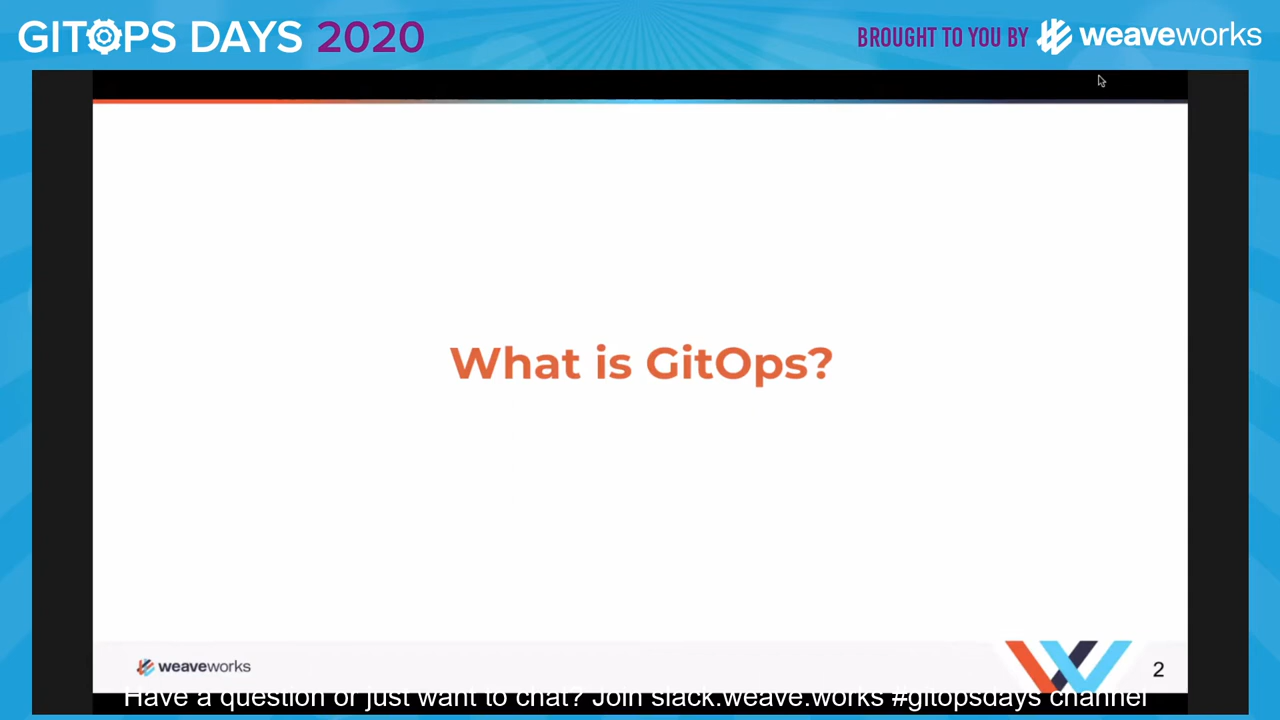 GITOPS DAYS 2020
BROUGHT TO YOU BY weaveworks
What is GitOps?
weaveworks
2
Have a question or just want to chat? Join slack.weave.works #gitopsdays channel